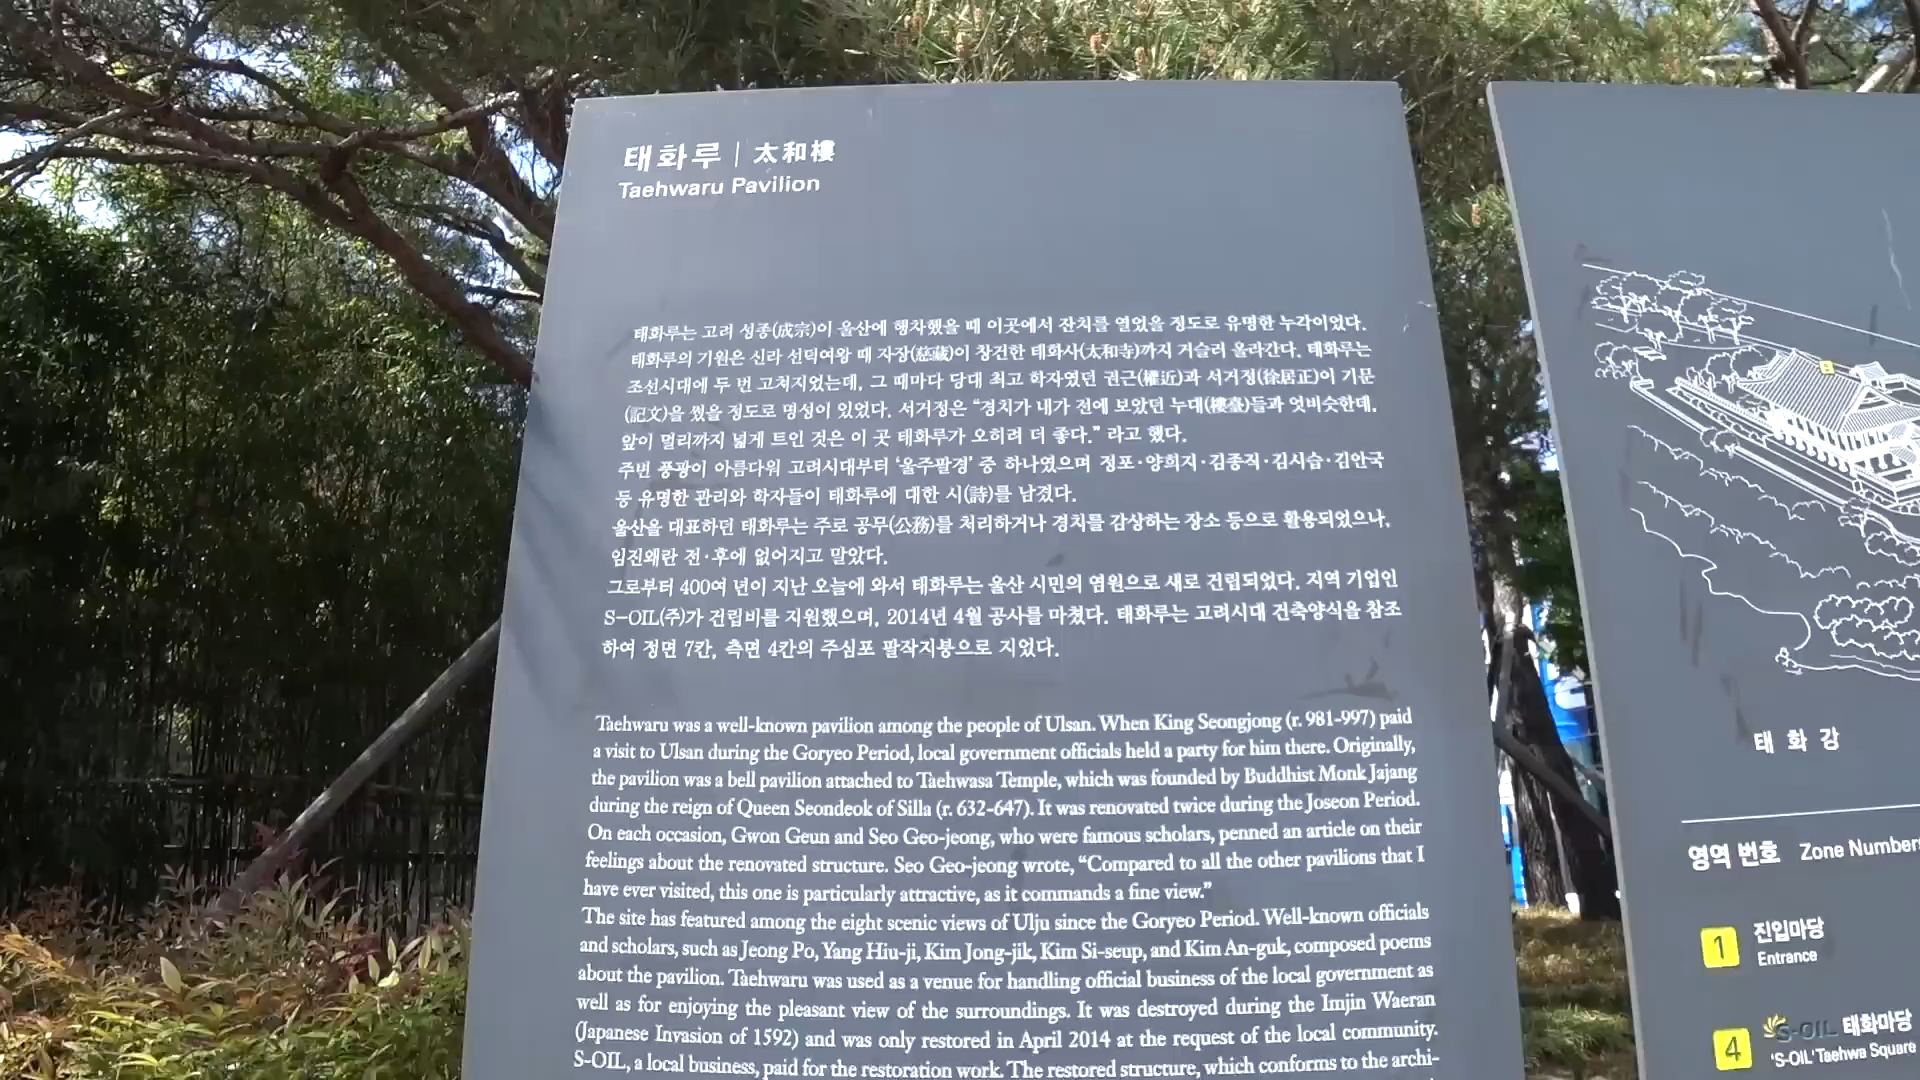 태화루 | 太和樓
Taehwaru Pavilion
태화루는 고려 성종(成宗)이 울산에 행차했을 때 이곳에서 잔치를 열었을 정도로 유명한 누각이었다.
태화루의 기원은 신라 선덕여왕 때 자장(慈藏)이 창건한 태화사(太和寺)까지 거슬러 올라간다. 태화루는
조선시대에 두 번 고쳐지었는데, 그 때마다 당대 최고 학자였던 권근(權近)과 서거정(徐居正)이 기문
(記文)을 썼을 정도로 명성이 있었다. 서거정은 “경치가 내가 전에 보았던 누대(樓臺)들과 엇비슷한데,
앞이 멀리까지 넓게 트인 것은 이 곳 태화루가 오히려 더 좋다.” 라고 했다.
주변 풍광이 아름다워 고려시대부터 ‘울주팔경’ 중 하나였으며 정포·양희지·김종직·김시습·김안국
등 유명한 관리와 학자들이 태화루에 대한 시(詩)를 남겼다.
울산을 대표하던 태화루는 주로 공무(公務)를 처리하거나 경치를 감상하는 장소 등으로 활용되었으나,
임진왜란 전·후에 없어지고 말았다.
그로부터 400여 년이 지난 오늘에 와서 태화루는 울산 시민의 염원으로 새로 건립되었다. 지역 기업인
S-OIL(주)가 건립비를 지원했으며, 2014년 4월 공사를 마쳤다. 태화루는 고려시대 건축양식을 참조
하여 정면 7칸, 측면 4칸의 주심포 팔작지붕으로 지었다.
Taehwaru was a well-known pavilion among the people of Ulsan. When King Seongjong (r. 981-997) paid
a visit to Ulsan during the Goryeo Period, local government officials held a party for him there. Originally,
the pavilion was a bell pavilion attached to Taehwasa Temple, which was founded by Buddhist Monk Jajang
during the reign of Queen Seondeok of Silla (r. 632-647). It was renovated twice during the Joseon Period.
On each occasion, Gwon Geun and Seo Geo-jeong, who were famous scholars, penned an article on their
feelings about the renovated structure. Seo Geo-jeong wrote, “Compared to all the other pavilions that I
have ever visited, this one is particularly attractive, as it commands a fine view.”
The site has featured among the eight scenic views of Ulju since the Goryeo Period. Well-known officials
and scholars, such as Jeong Po, Yang Hiu-ji, Kim Jong-jik, Kim Si-seup, and Kim An-guk, composed poems
about the pavilion. Taehwaru was used as a venue for handling official business of the local government as
well as for enjoying the pleasant view of the surroundings. It was destroyed during the Imjin Waeran
(Japanese Invasion of 1592) and was only restored in April 2014 at the request of the local community.
S-OIL, a local business, paid for the restoration work. The restored structure, which conforms to the archi-
태 화 강
영역 번호 Zone Numbers
1 진입마당
Entrance
4 S-OIL 태화마당
'S-OIL' Taehwa Square